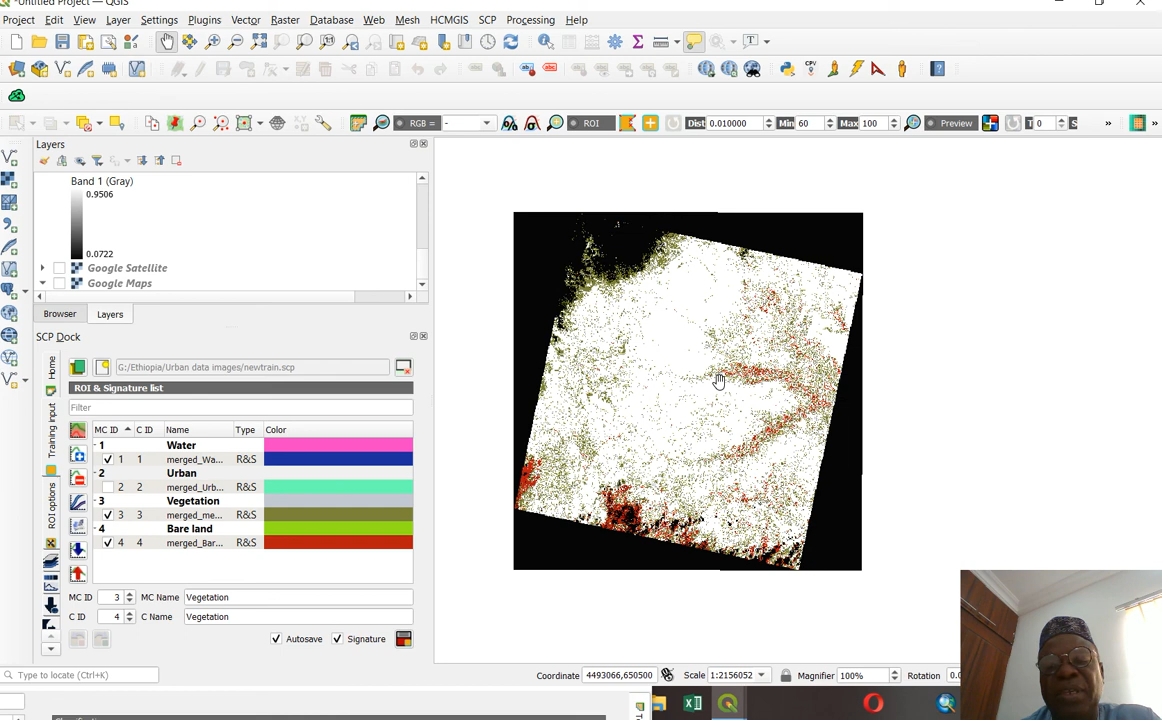 *Untitled Project — QGIS
Project Edit View Layer Settings Plugins Vector Raster Database Web Mesh HCMGIS SCP Processing Help
RGB = - ROI Dist 0.010000 Min 60 Max 100 Preview T 0 S » »
Layers
Band 1 (Gray)
0.9506
0.0722
Google Satellite
Google Maps
Browser Layers
SCP Dock
Home
Training input
ROI options
G:/Ethiopia/Urban data images/newtrain.scp
ROI & Signature list
Filter
MC ID C ID Name Type Color
1 Water
1 1 merged_Wa... R&S
2 Urban
2 2 merged_Urb... R&S
3 Vegetation
3 3 merged_me... R&S
4 Bare land
4 4 merged_Bar... R&S
MC ID 3 MC Name Vegetation
C ID 4 C Name Vegetation
Autosave Signature
Type to locate (Ctrl+K)
Coordinate 4493066,650500 Scale 1:2156052 Magnifier 100% Rotation